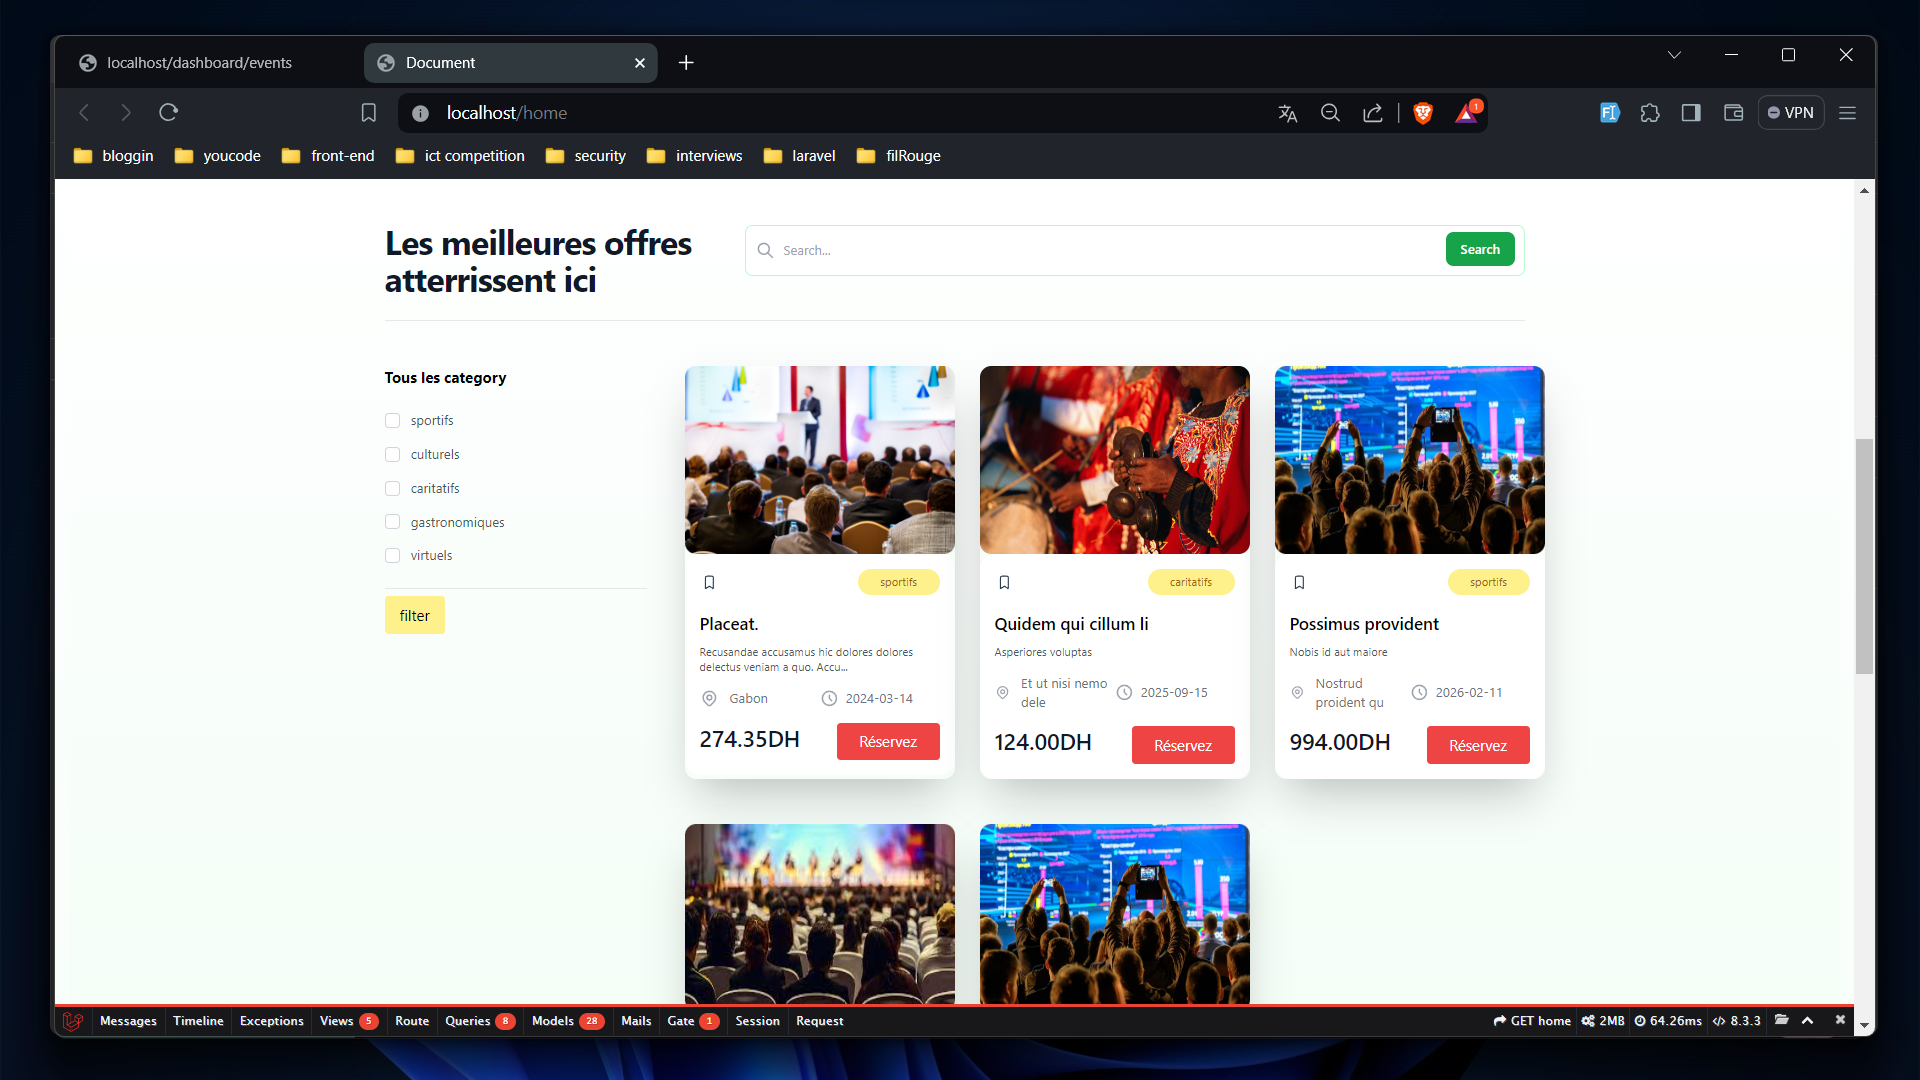 localhost/dashboard/events
Document
localhost/home
1
VPN
bloggin
youcode
front-end
ict competition
security
interviews
laravel
filRouge
Les meilleures offres
atterrissent ici
Search...
Search
Tous les category
sportifs
culturels
caritatifs
gastronomiques
virtuels
filter
sportifs
Placeat.
Recusandae accusamus hic dolores dolores
delectus veniam a quo. Accu...
Gabon
2024-03-14
274.35DH
Réservez
caritatifs
Quidem qui cillum li
Asperiores voluptas
Et ut nisi nemo
dele
2025-09-15
124.00DH
Réservez
sportifs
Possimus provident
Nobis id aut maiore
Nostrud
proident qu
2026-02-11
994.00DH
Réservez
Messages
Timeline
Exceptions
Views 5
Route
Queries 8
Models 28
Mails
Gate 1
Session
Request
GET home
2MB
64.26ms
8.3.3